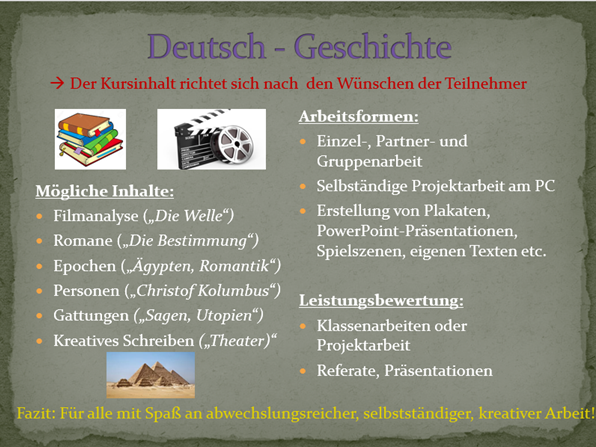 Deutsch - Geschichte
→ Der Kursinhalt richtet sich nach den Wünschen der Teilnehmer
Mögliche Inhalte:
• Filmanalyse („Die Welle“)
• Romane („Die Bestimmung“)
• Epochen („Ägypten, Romantik“)
• Personen („Christof Kolumbus“)
• Gattungen („Sagen, Utopien“)
• Kreatives Schreiben („Theater)“
Arbeitsformen:
• Einzel-, Partner- und
Gruppenarbeit
• Selbständige Projektarbeit am PC
• Erstellung von Plakaten,
PowerPoint-Präsentationen,
Spielszenen, eigenen Texten etc.
Leistungsbewertung:
• Klassenarbeiten oder
Projektarbeit
• Referate, Präsentationen
Fazit: Für alle mit Spaß an abwechslungsreicher, selbstständiger, kreativer Arbeit!